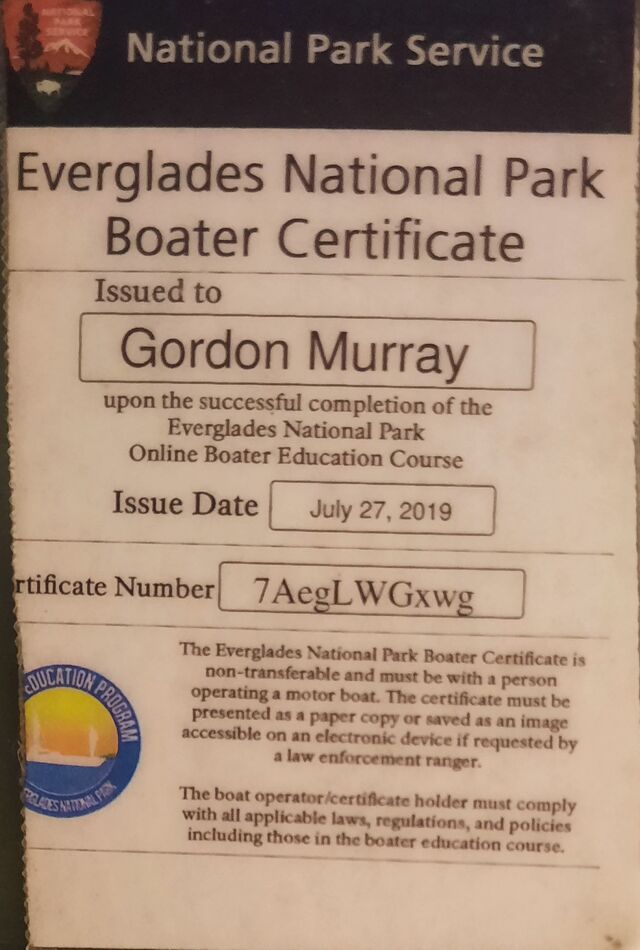 NATIONAL
PARK
SERVICE
National Park Service
Everglades National Park
Boater Certificate
Issued to
Gordon Murray
upon the successful completion of the
Everglades National Park
Online Boater Education Course
Issue Date July 27, 2019
rtificate Number 7AegLWGxwg
The Everglades National Park Boater Certificate is
non-transferable and must be with a person
operating a motor boat. The certificate must be
presented as a paper copy or saved as an image
accessible on an electronic device if requested by
a law enforcement ranger.
EDUCATION PROGRAM
ERGLADES NATIONAL PARK
The boat operator/certificate holder must comply
with all applicable laws, regulations, and policies
including those in the boater education course.